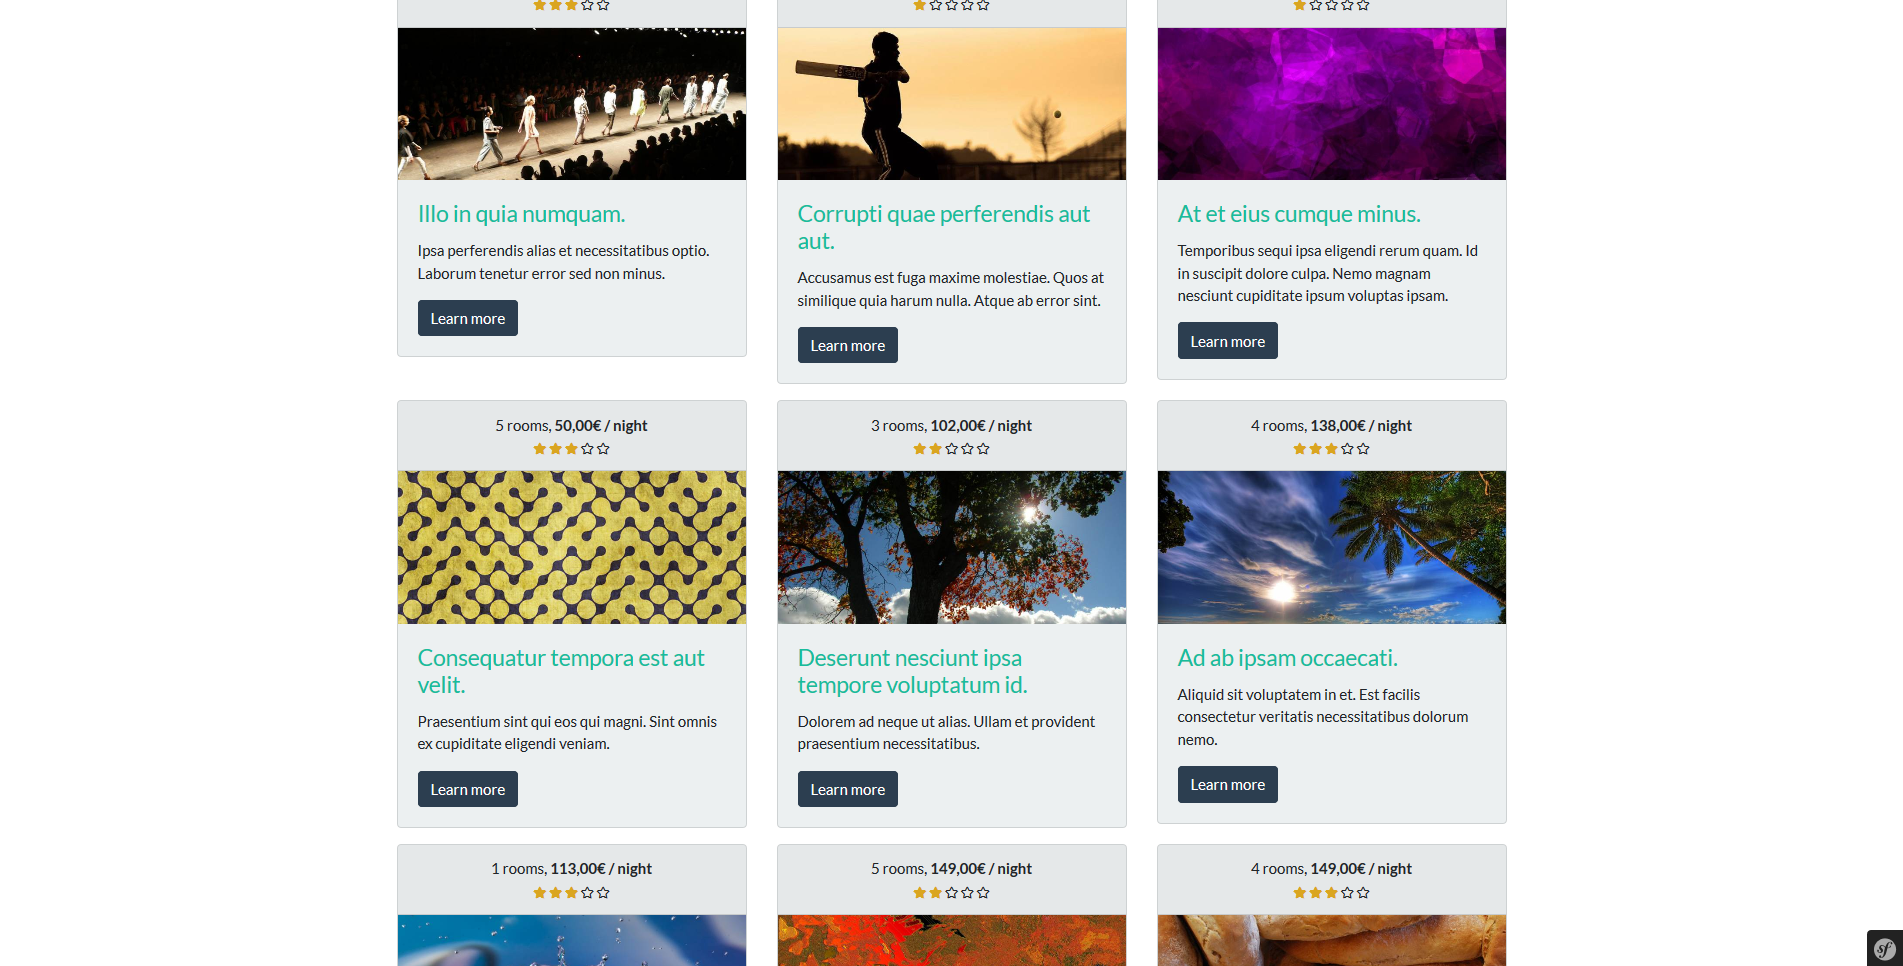 Illo in quia numquam.
Ipsa perferendis alias et necessitatibus optio.
Laborum tenetur error sed non minus.
Learn more
Corrupti quae perferendis aut
aut.
Accusamus est fuga maxime molestiae. Quos at
similique quia harum nulla. Atque ab error sint.
Learn more
At et eius cumque minus.
Temporibus sequi ipsa eligendi rerum quam. Id
in suscipit dolore culpa. Nemo magnam
nesciunt cupiditate ipsum voluptas ipsam.
Learn more
5 rooms, 50,00€ / night
Consequatur tempora est aut
velit.
Praesentium sint qui eos qui magni. Sint omnis
ex cupiditate eligendi veniam.
Learn more
3 rooms, 102,00€ / night
Deserunt nesciunt ipsa
tempore voluptatum id.
Dolorem ad neque ut alias. Ullam et provident
praesentium necessitatibus.
Learn more
4 rooms, 138,00€ / night
Ad ab ipsam occaecati.
Aliquid sit voluptatem in et. Est facilis
consectetur veritatis necessitatibus dolorum
nemo.
Learn more
1 rooms, 113,00€ / night
5 rooms, 149,00€ / night
4 rooms, 149,00€ / night
sf